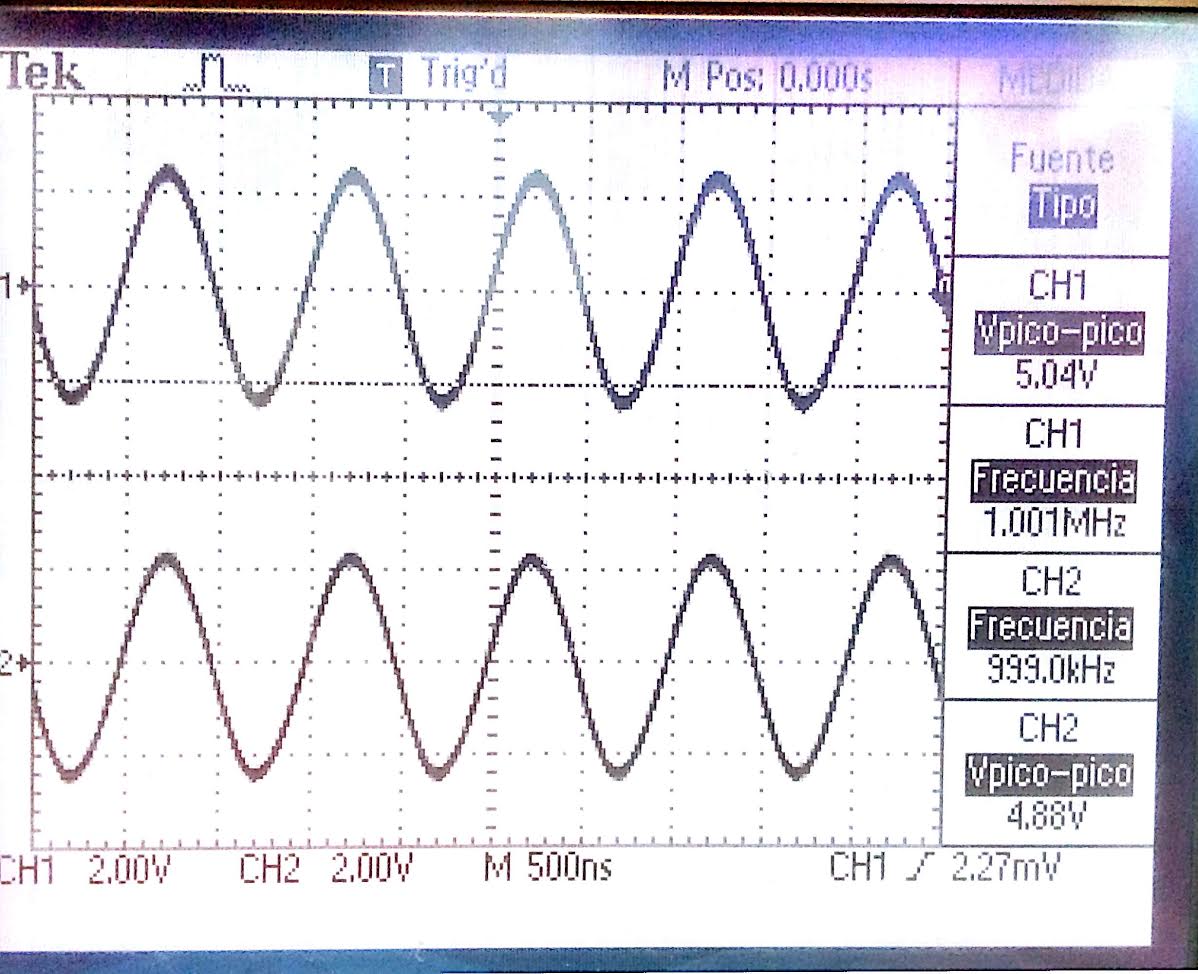 Tek T Trig'd M Pos: 0.000s
Fuente
Tipo
CH1
Vpico-pico
5.04V
CH1
Frecuencia
1.001MHz
CH2
Frecuencia
999.0kHz
CH2
Vpico-pico
4.88V
1
2
CH1 2.00V CH2 2.00V M 500ns CH1 2.27mV